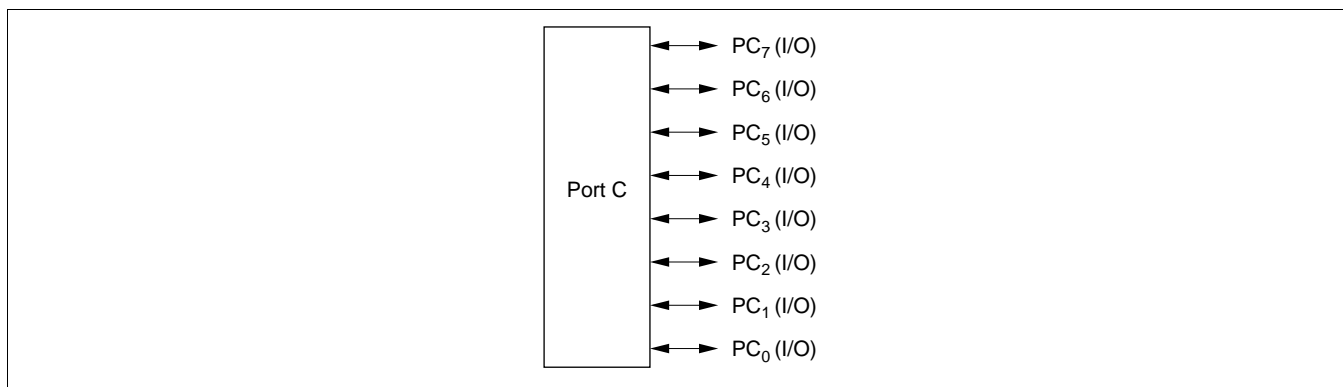 PC7 (I/O)
PC6 (I/O)
PC5 (I/O)
PC4 (I/O)
Port C
PC3 (I/O)
PC2 (I/O)
PC1 (I/O)
PC0 (I/O)